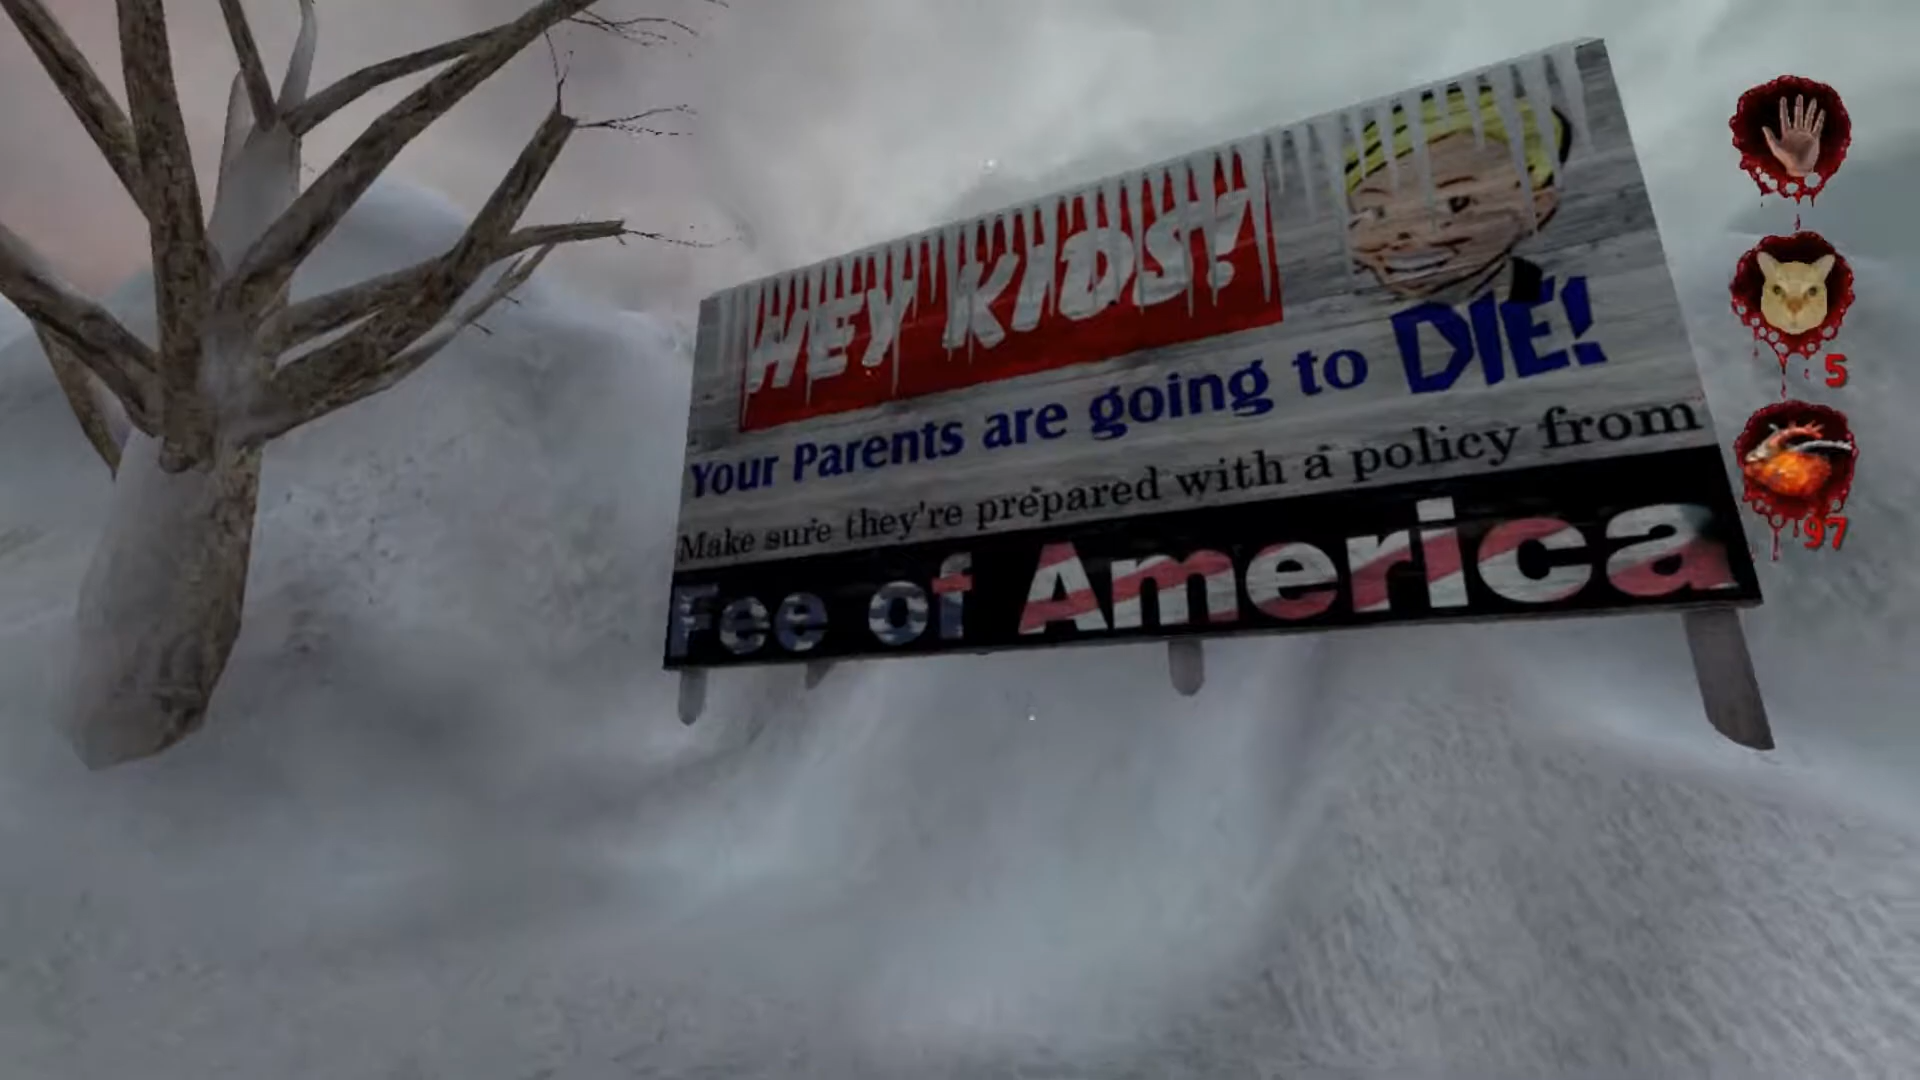 HEY KIDS!
Your Parents are going to DIE!
Make sure they're prepared with a policy from
Fee of America
5
97